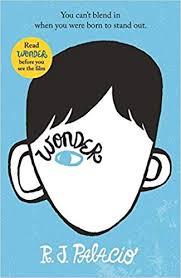 You can't blend in
when you were born to stand out.
Read
WONDER
before you
see the film
WONDER
R. J. PALACIO